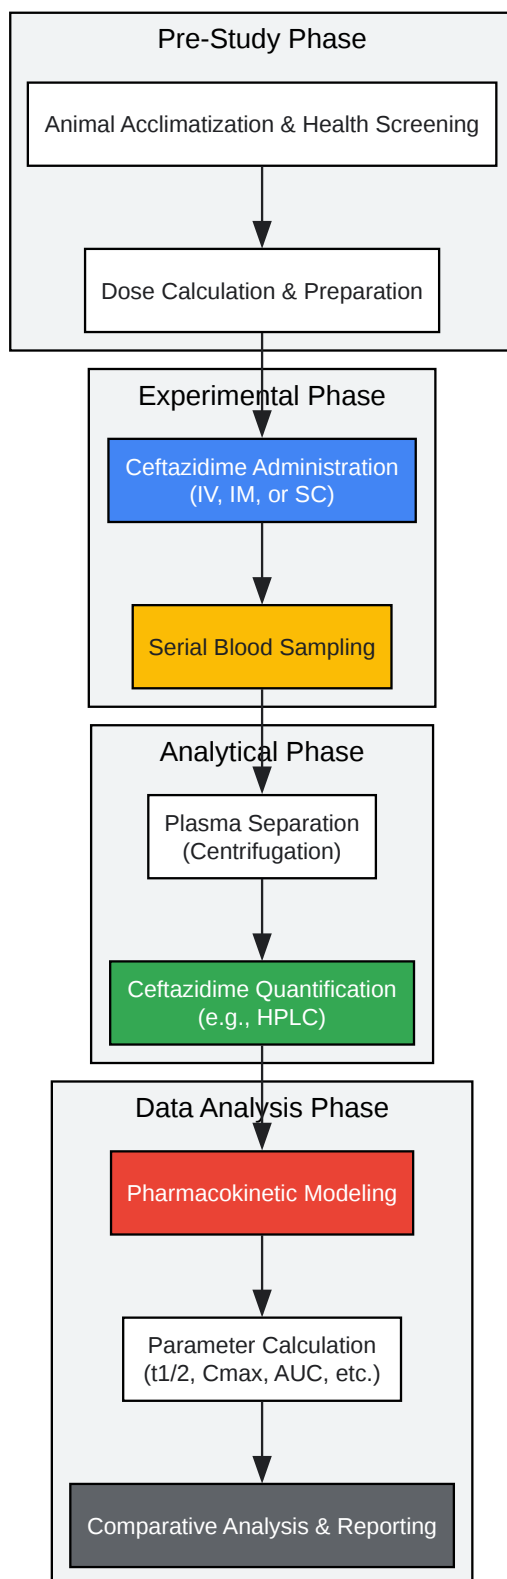 Pre-Study Phase
Animal Acclimatization & Health Screening
Dose Calculation & Preparation
Experimental Phase
Ceftazidime Administration
(IV, IM, or SC)
Serial Blood Sampling
Analytical Phase
Plasma Separation
(Centrifugation)
Ceftazidime Quantification
(e.g., HPLC)
Data Analysis Phase
Pharmacokinetic Modeling
Parameter Calculation
(t1/2, Cmax, AUC, etc.)
Comparative Analysis & Reporting